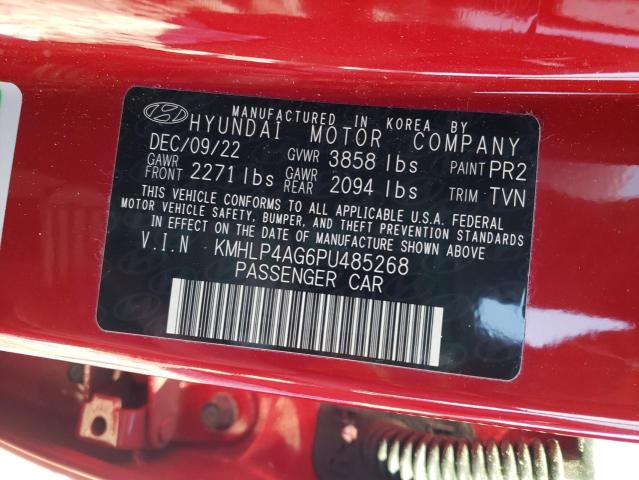 MANUFACTURED IN KOREA BY
HYUNDAI MOTOR COMPANY
DEC/09/22 GVWR 3858 lbs PAINT PR2
GAWR FRONT 2271 lbs GAWR REAR 2094 lbs TRIM TVN
THIS VEHICLE CONFORMS TO ALL APPLICABLE U.S.A. FEDERAL
MOTOR VEHICLE SAFETY, BUMPER, AND THEFT PREVENTION STANDARDS
IN EFFECT ON THE DATE OF MANUFACTURE SHOWN ABOVE
V.I.N KMHLP4AG6PU485268
PASSENGER CAR